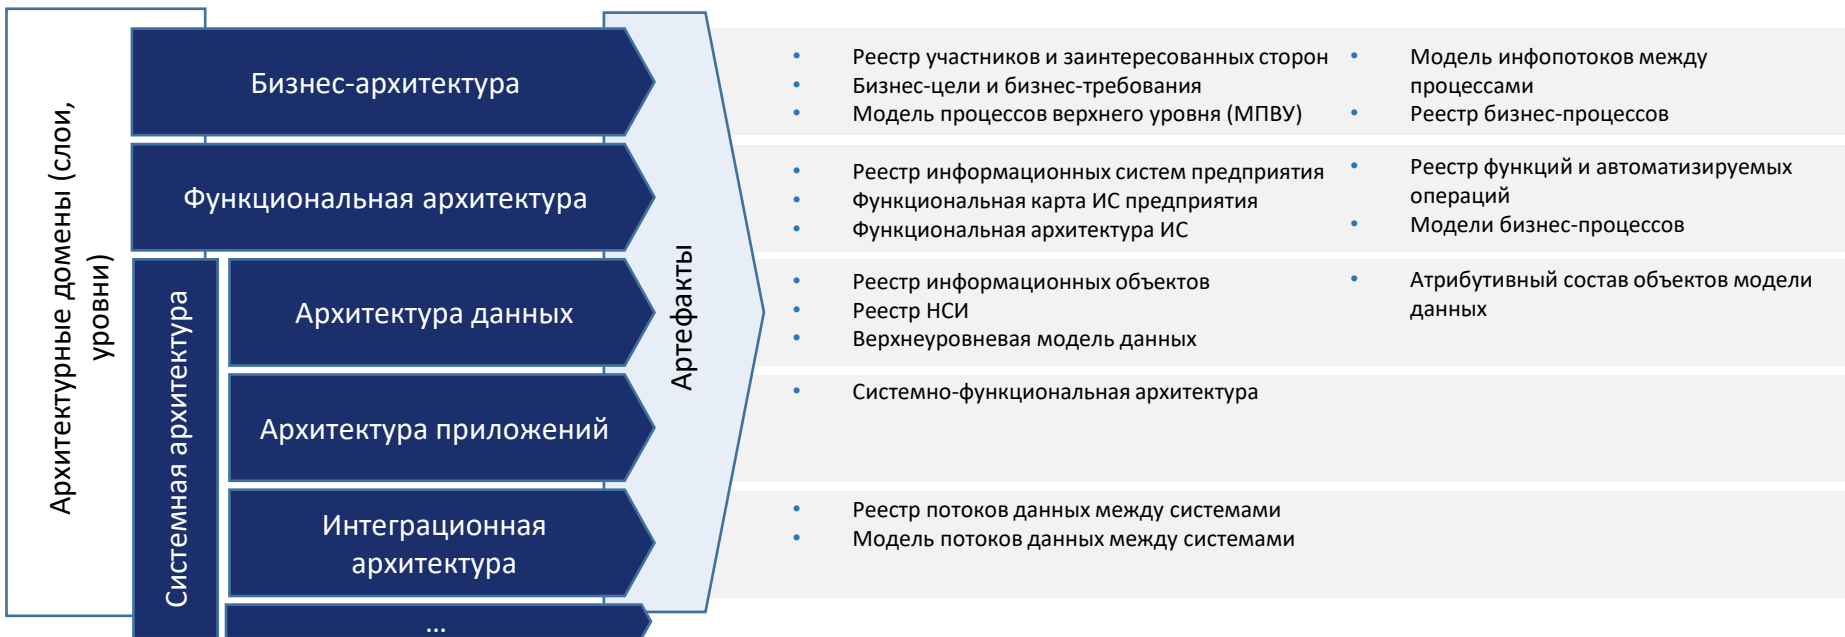 Архитектурные домены (слои,
уровни)
Бизнес-архитектура
Функциональная архитектура
Системная архитектура
Архитектура данных
Архитектура приложений
Интеграционная
архитектура
...
Артефакты
• Реестр участников и заинтересованных сторон
• Бизнес-цели и бизнес-требования
• Модель процессов верхнего уровня (МПВУ)
• Модель инфопотоков между
процессами
• Реестр бизнес-процессов
• Реестр информационных систем предприятия
• Функциональная карта ИС предприятия
• Функциональная архитектура ИС
• Реестр функций и автоматизируемых
операций
• Модели бизнес-процессов
• Реестр информационных объектов
• Реестр НСИ
• Верхнеуровневая модель данных
• Атрибутивный состав объектов модели
данных
• Системно-функциональная архитектура
• Реестр потоков данных между системами
• Модель потоков данных между системами